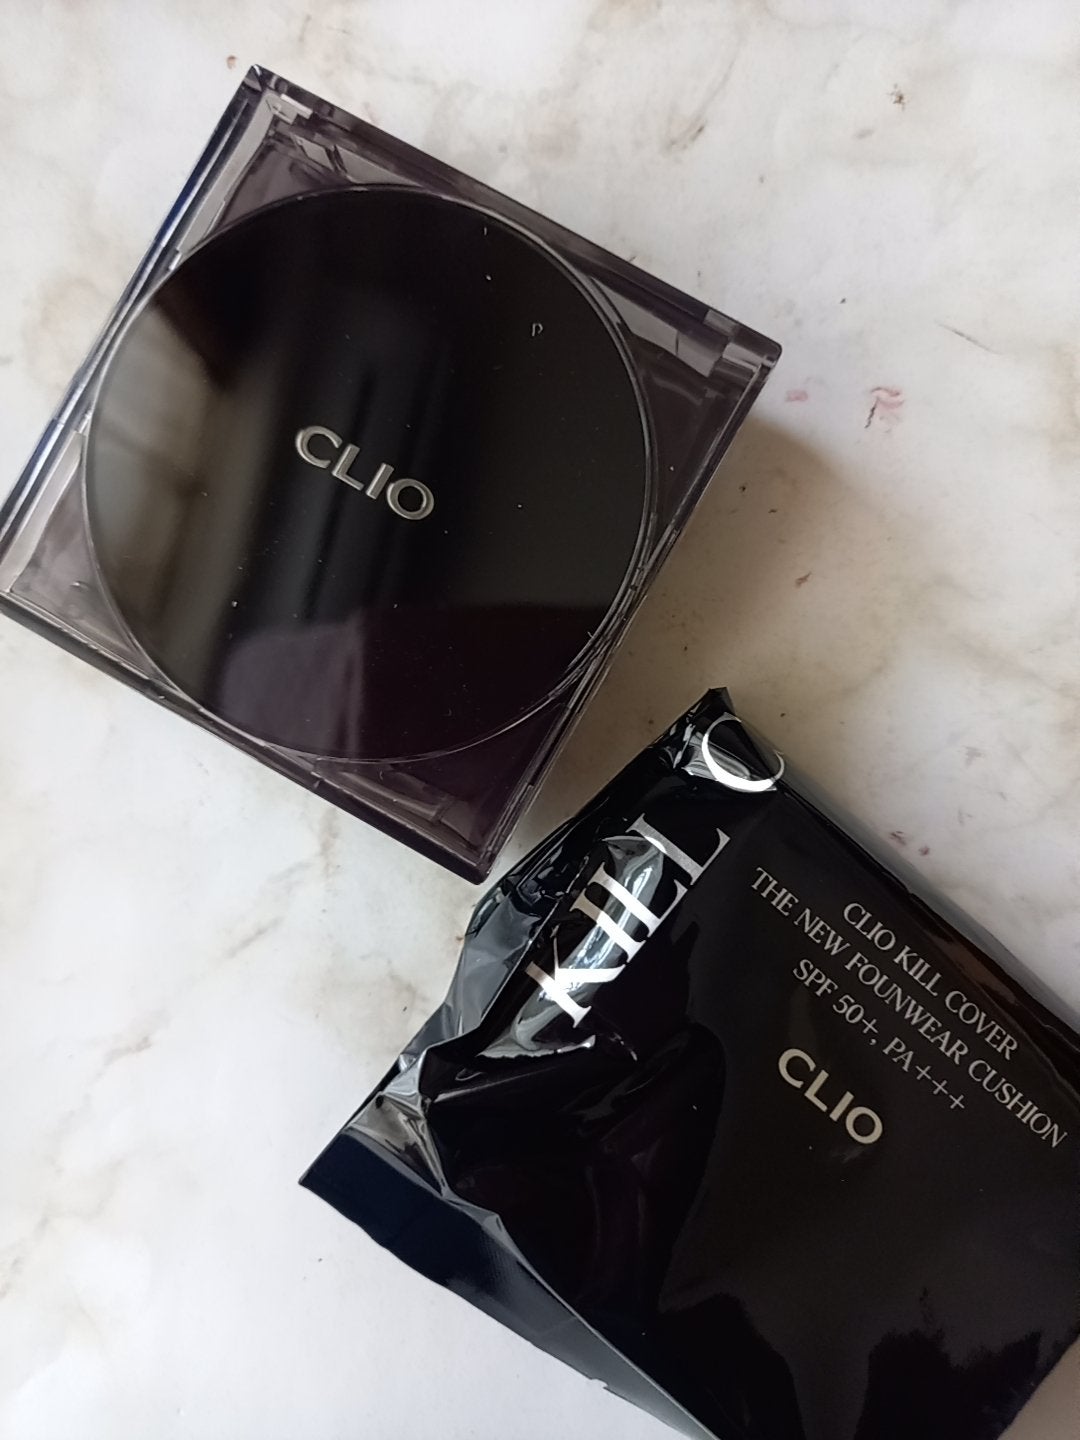 CLIO
KILL C
CLIO KILL COVER
THE NEW FOUNWEAR CUSHION
SPF 50+, PA+++
CLIO